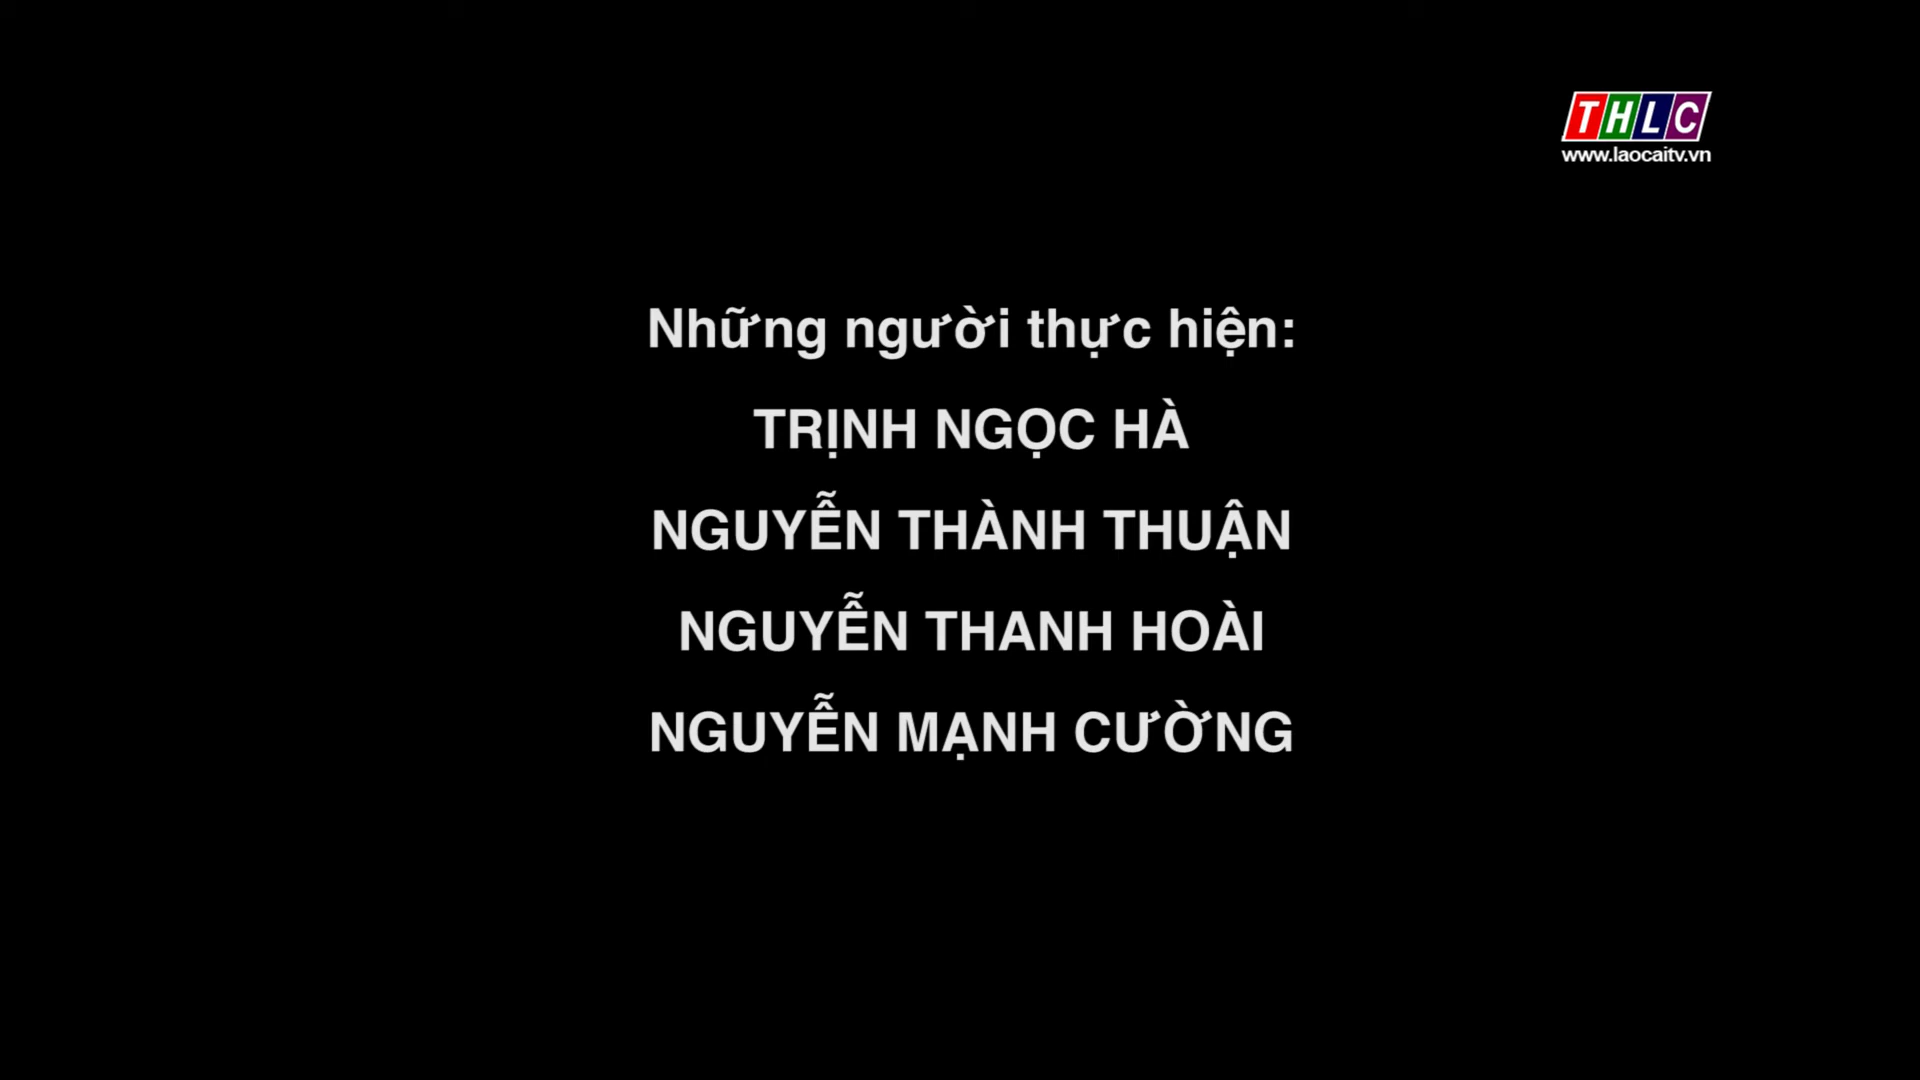 THLC
www.laocaitv.vn
Những người thực hiện:
TRỊNH NGỌC HÀ
NGUYỄN THÀNH THUẬN
NGUYỄN THANH HOÀI
NGUYỄN MẠNH CƯỜNG